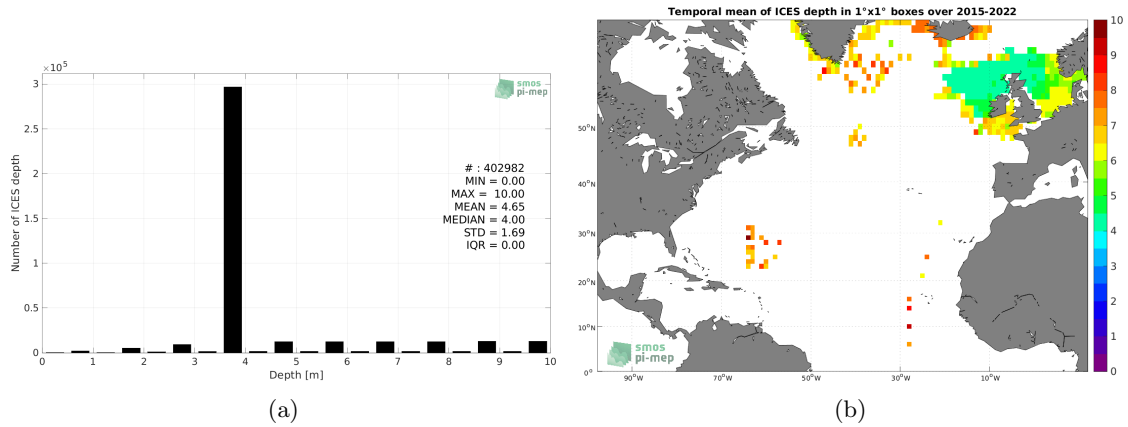 ×10⁵
3
2.5
2
1.5
1
0.5
0
Number of ICES depth
0 1 2 3 4 5 6 7 8 9 10
Depth [m]
smos
pi-mep
# : 402982
MIN = 0.00
MAX = 10.00
MEAN = 4.65
MEDIAN = 4.00
STD = 1.69
IQR = 0.00
(a)
Temporal mean of ICES depth in 1°x1° boxes over 2015-2022
50°N
40°N
30°N
20°N
10°N
0°
90°W 70°W 50°W 30°W 10°W
smos
pi-mep
10
9
8
7
6
5
4
3
2
1
0
(b)